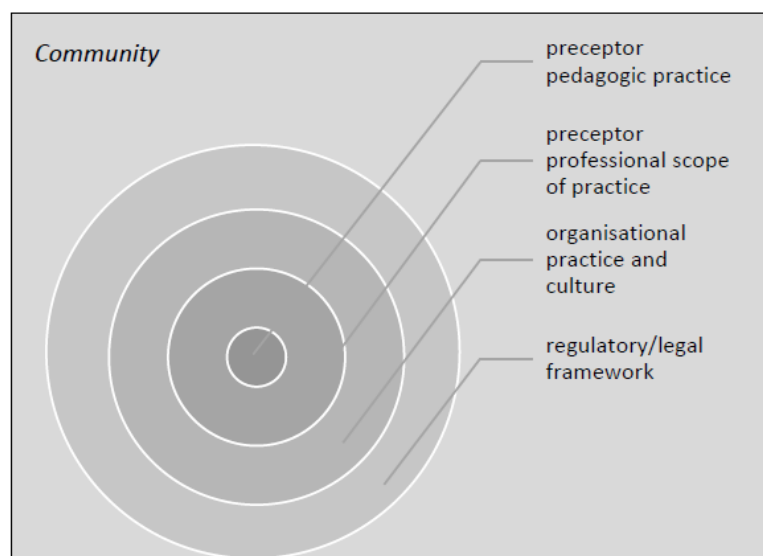 Community
preceptor
pedagogic practice
preceptor
professional scope
of practice
organisational
practice and
culture
regulatory/legal
framework